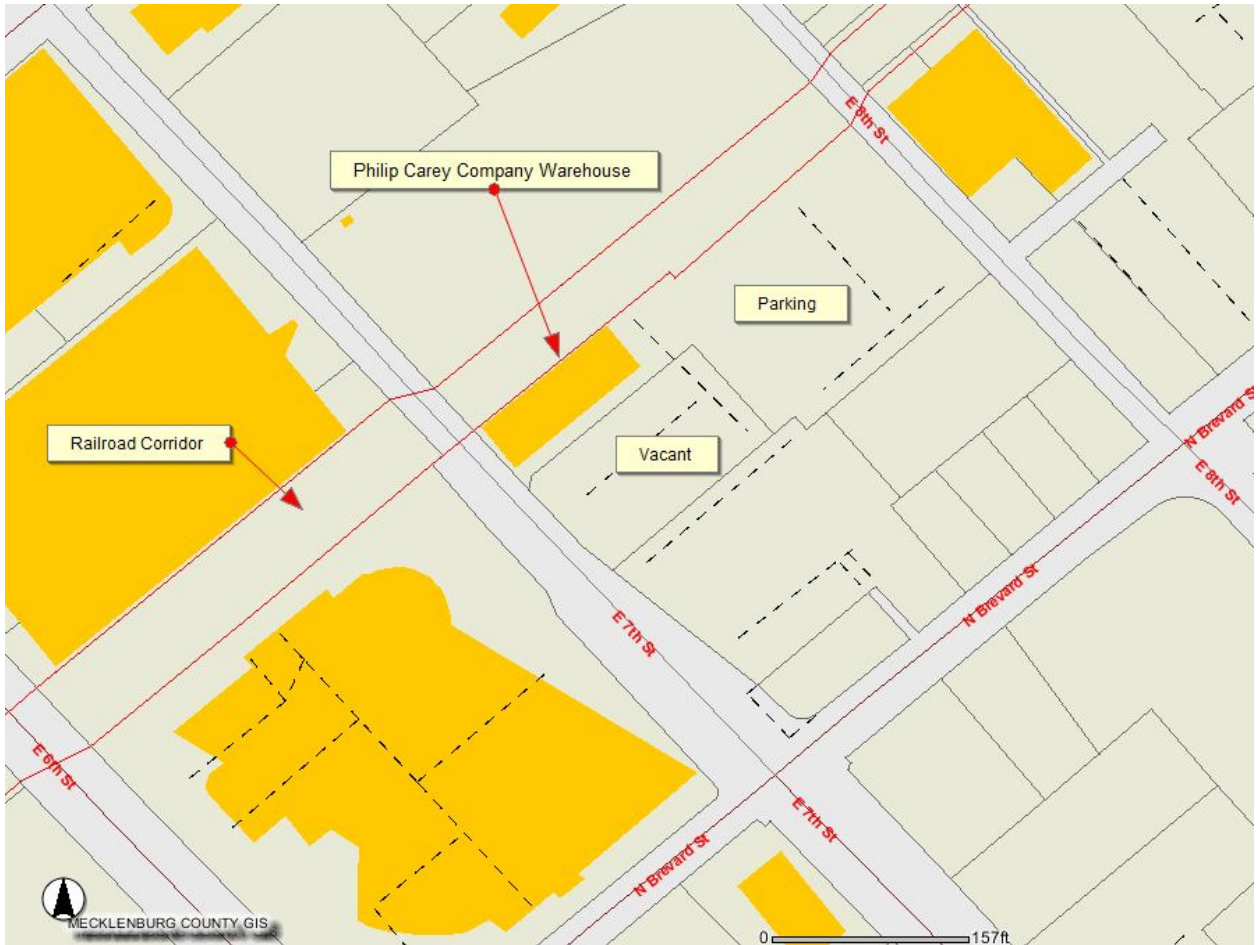 E 8th St
Philip Carey Company Warehouse
Parking
N Brevard St
Railroad Corridor
Vacant
E 8th St
N Brevard St
E 7th St
E 6th St
E 7th St
N Brevard St
MECKLENBURG COUNTY GIS
0 157ft